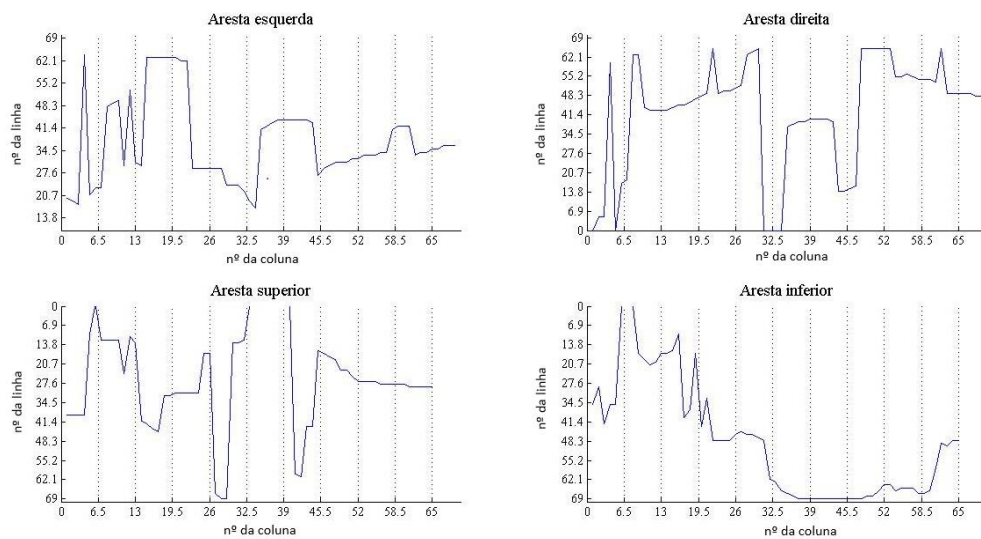 Aresta esquerda
nº da linha
69
62.1
55.2
48.3
41.4
34.5
27.6
20.7
13.8
0 6.5 13 19.5 26 32.5 39 45.5 52 58.5 65
nº da coluna
Aresta direita
nº da linha
69
62.1
55.2
48.3
41.4
34.5
27.6
20.7
13.8
6.9
0
0 6.5 13 19.5 26 32.5 39 45.5 52 58.5 65
nº da coluna
Aresta superior
nº da linha
0
6.9
13.8
20.7
27.6
34.5
41.4
48.3
55.2
62.1
69
0 6.5 13 19.5 26 32.5 39 45.5 52 58.5 65
nº da coluna
Aresta inferior
nº da linha
0
6.9
13.8
20.7
27.6
34.5
41.4
48.3
55.2
62.1
69
0 6.5 13 19.5 26 32.5 39 45.5 52 58.5 65
nº da coluna